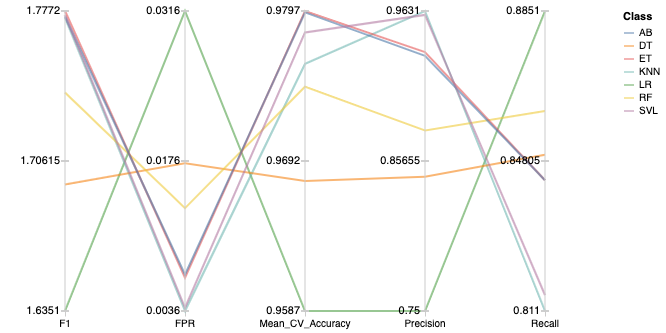 1.7772
0.0316
0.9797
0.9631
0.8851
1.70615
0.0176
0.9692
0.85655
0.84805
1.6351
0.0036
0.9587
0.75
0.811
F1
FPR
Mean_CV_Accuracy
Precision
Recall
Class
AB
DT
ET
KNN
LR
RF
SVL